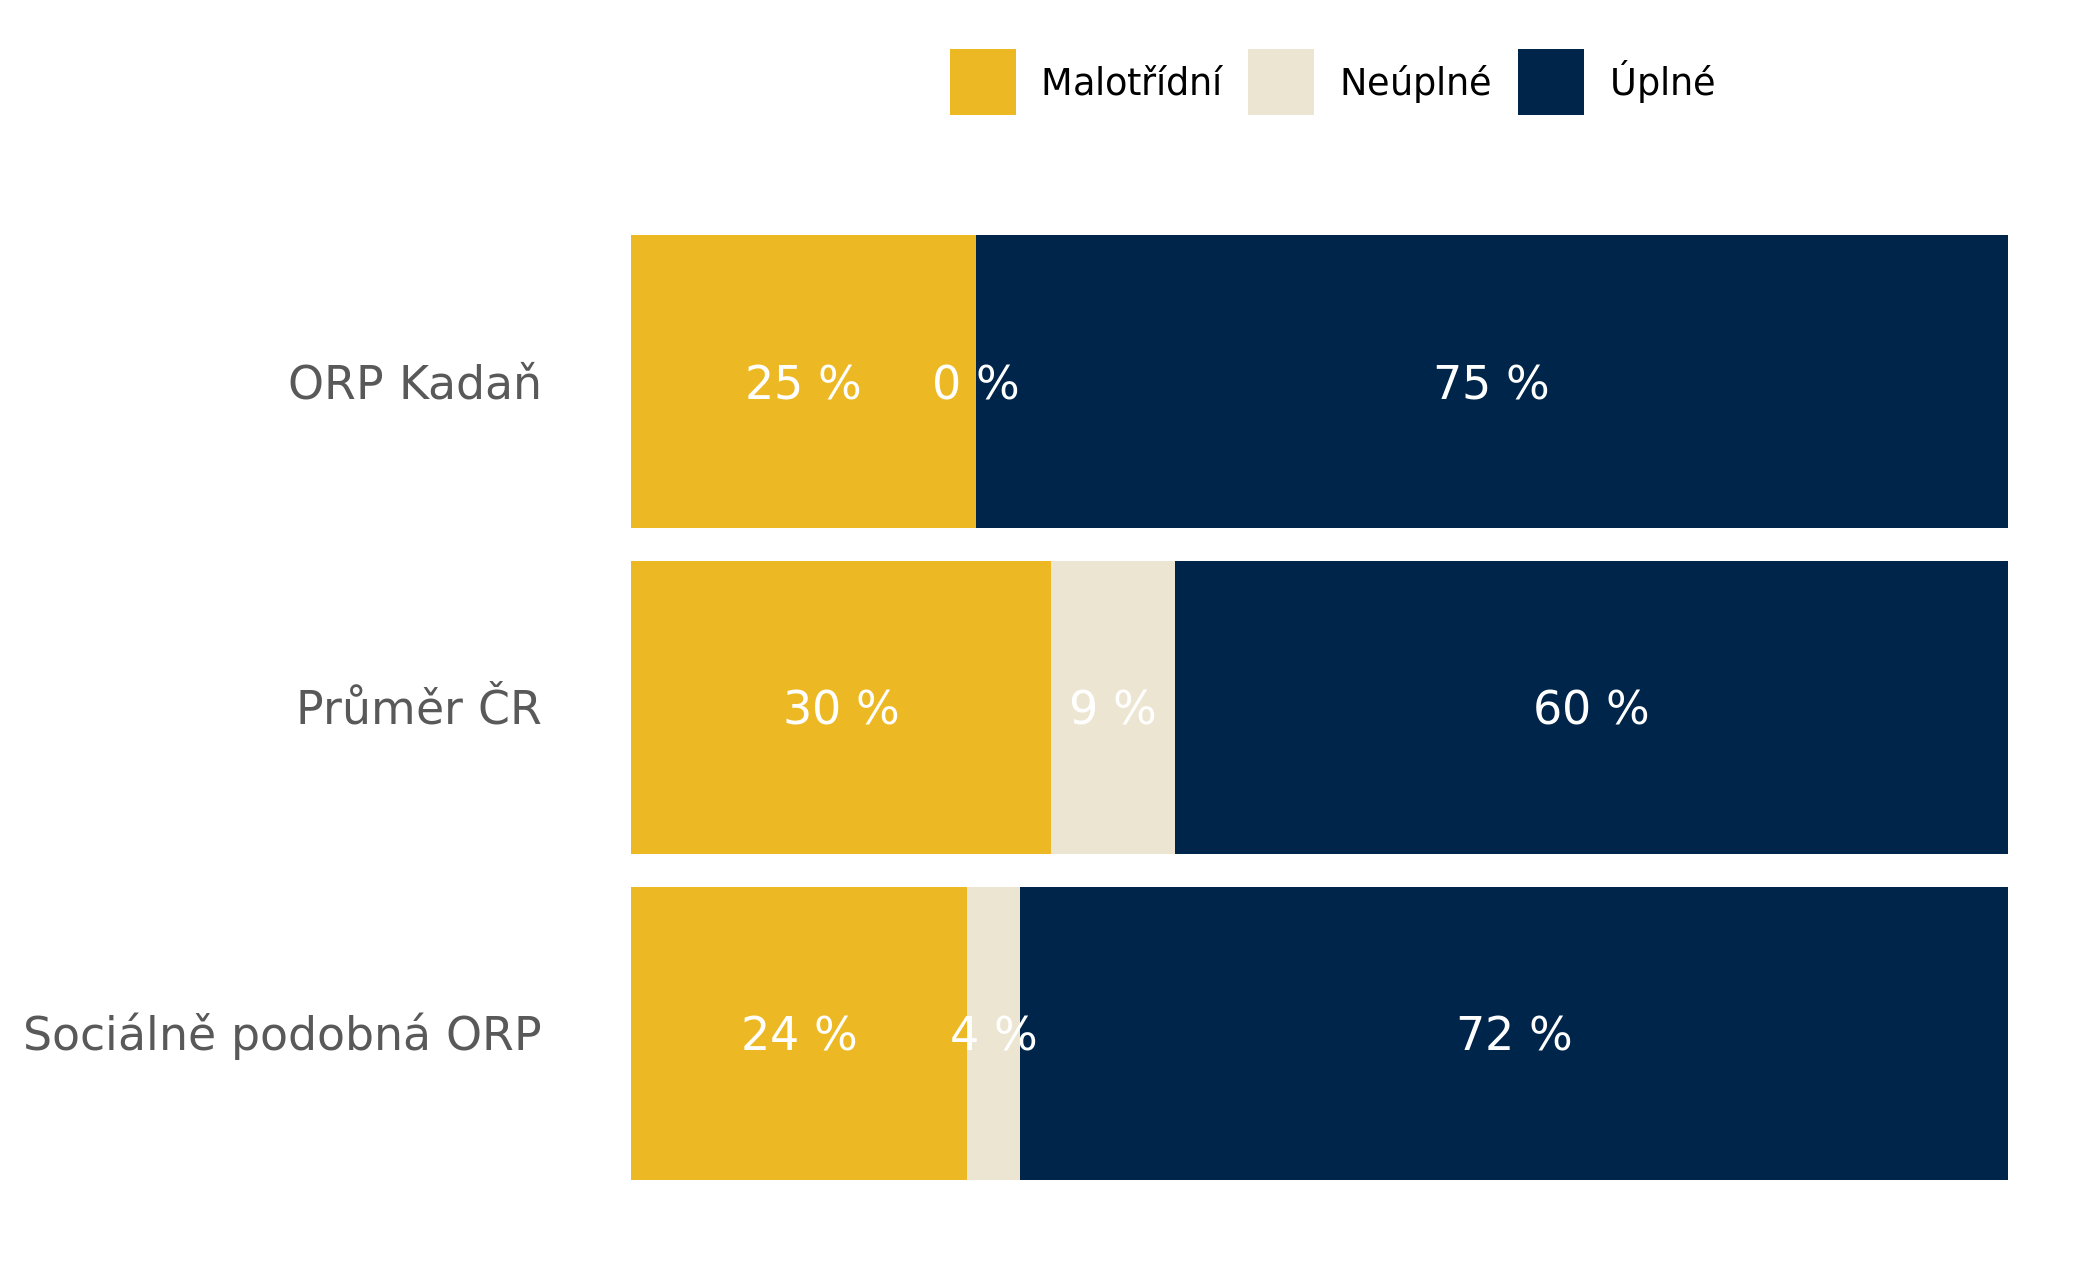 Malotřídní Neúplné Úplné
ORP Kadaň 25 % 0 % 75 %
Průměr ČR 30 % 9 % 60 %
Sociálně podobná ORP 24 % 4 % 72 %